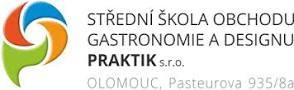 STŘEDNÍ ŠKOLA OBCHODU
GASTRONOMIE A DESIGNU
PRAKTIK s.r.o.
OLOMOUC, Pasteurova 935/8a